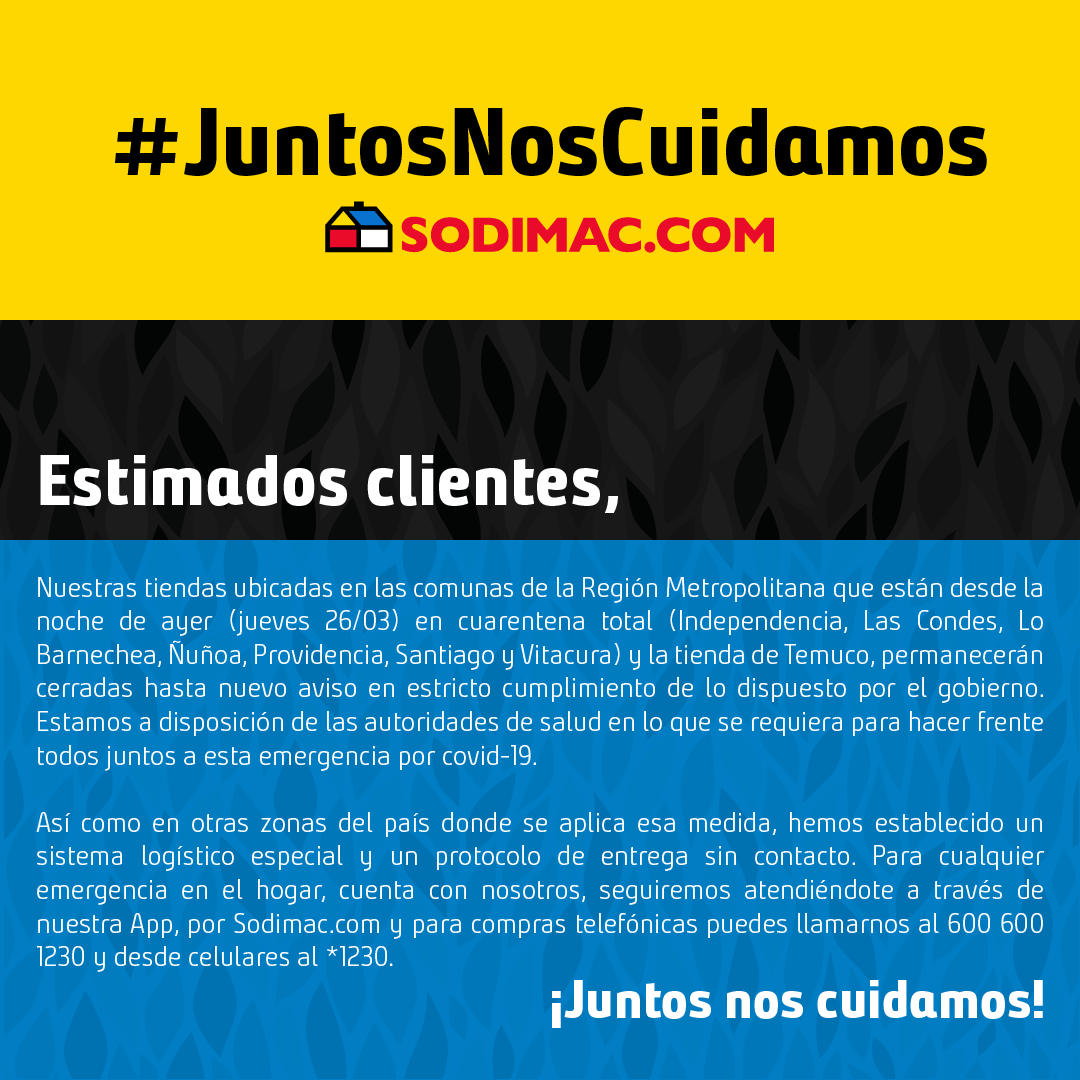 #JuntosNosCuidamos
SODIMAC.COM
Estimados clientes,
Nuestras tiendas ubicadas en las comunas de la Región Metropolitana que están desde la
noche de ayer (jueves 26/03) en cuarentena total (Independencia, Las Condes, Lo
Barnechea, Ñuñoa, Providencia, Santiago y Vitacura) y la tienda de Temuco, permanecerán
cerradas hasta nuevo aviso en estricto cumplimiento de lo dispuesto por el gobierno.
Estamos a disposición de las autoridades de salud en lo que se requiera para hacer frente
todos juntos a esta emergencia por covid-19.
Así como en otras zonas del país donde se aplica esa medida, hemos establecido un
sistema logístico especial y un protocolo de entrega sin contacto. Para cualquier
emergencia en el hogar, cuenta con nosotros, seguiremos atendiéndote a través de
nuestra App, por Sodimac.com y para compras telefónicas puedes llamarnos al 600 600
1230 y desde celulares al *1230.
¡Juntos nos cuidamos!